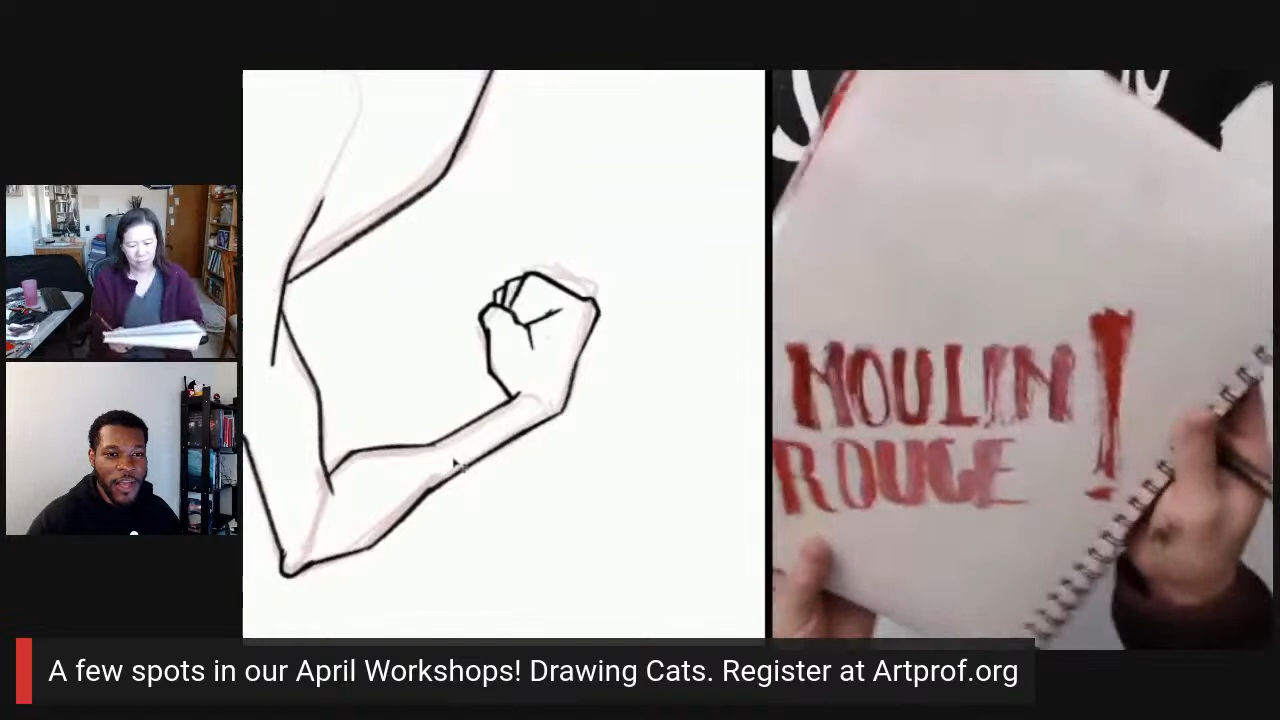 MOULIN!
ROUGE
A few spots in our April Workshops! Drawing Cats. Register at Artprof.org